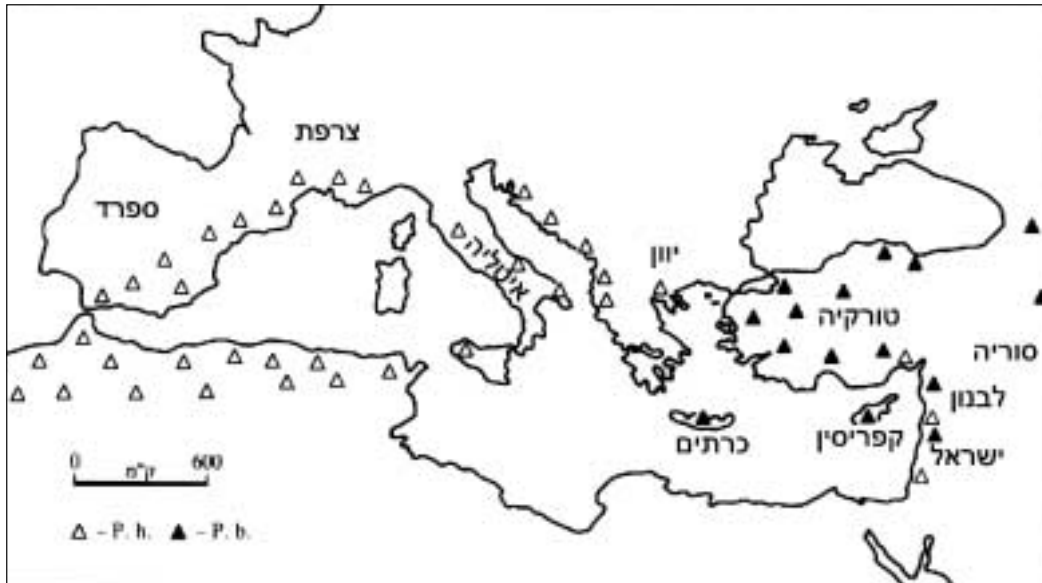 צרפת
ספרד
איטליה
יוון
טורקיה
סוריה
לבנון
קפריסין
ישראל
כרתים
0 ק"מ 600
△ – P. h. ▲ – P. b.